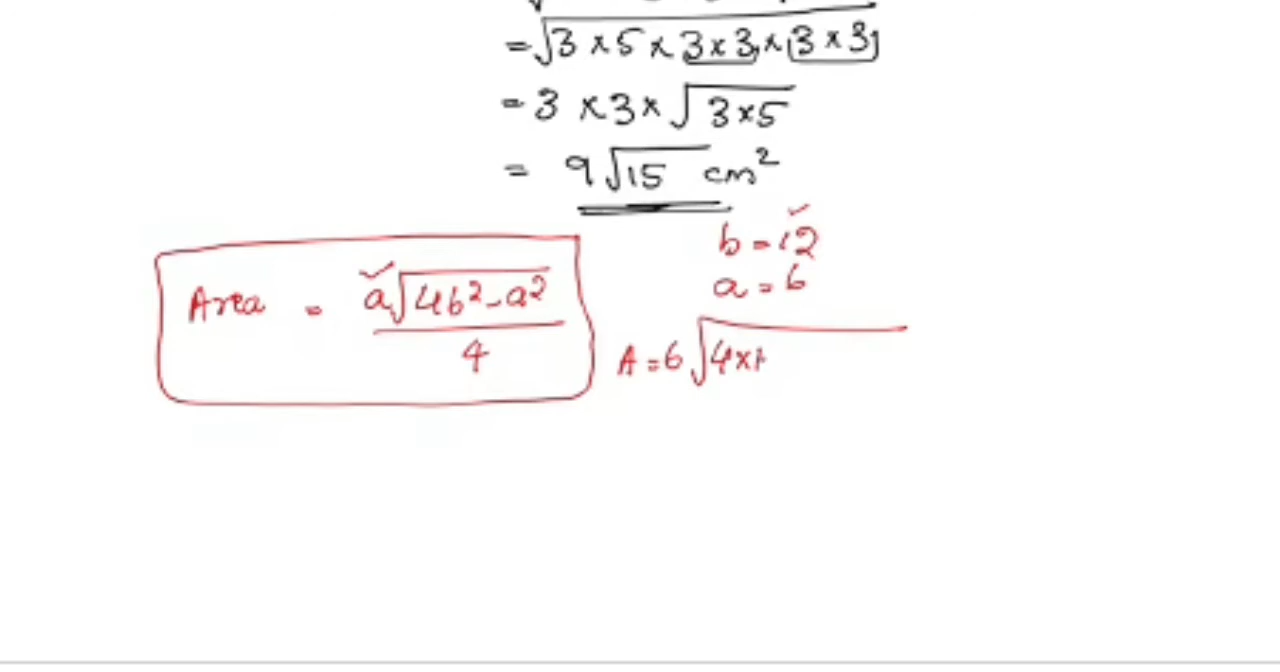 = √3 × 5 × 3 × 3 × 3 × 3
= 3 × 3 × √3 × 5
= 9√15 cm²
b = 12
a = 6
Area = a√4b² - a² / 4
A = 6√4×1